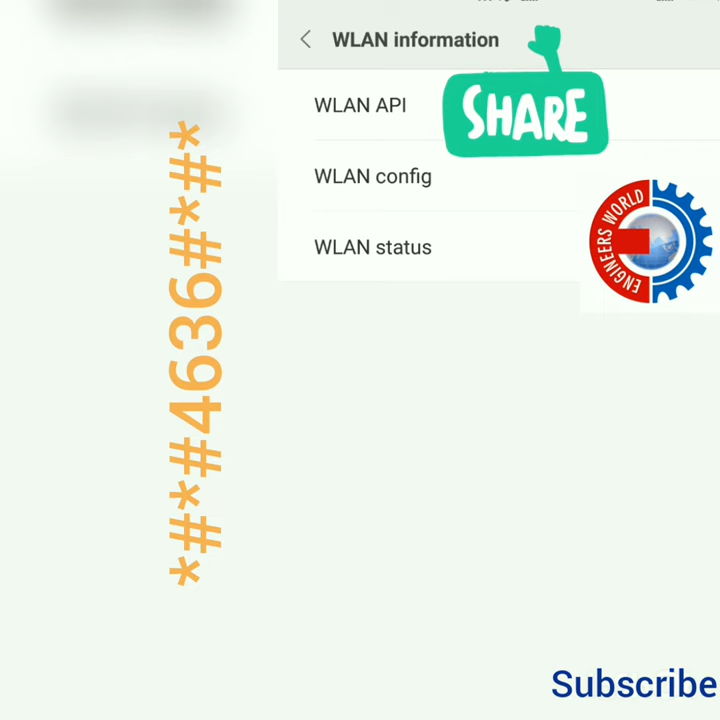 WLAN information
WLAN API
SHARE
WLAN config
WLAN status
ENGINEERS WORLD
*#*#4636#*#*
Subscribe